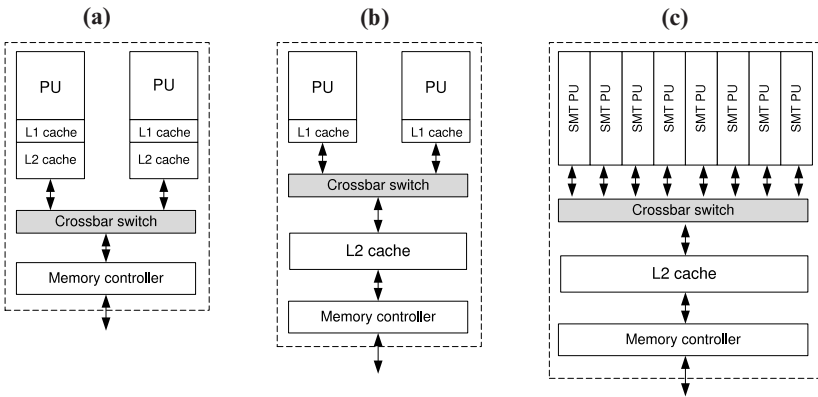 (a)
PU
PU
L1 cache
L1 cache
L2 cache
L2 cache
Crossbar switch
Memory controller
(b)
PU
PU
L1 cache
L1 cache
Crossbar switch
L2 cache
Memory controller
(c)
SMT PU
SMT PU
SMT PU
SMT PU
SMT PU
SMT PU
SMT PU
SMT PU
Crossbar switch
L2 cache
Memory controller